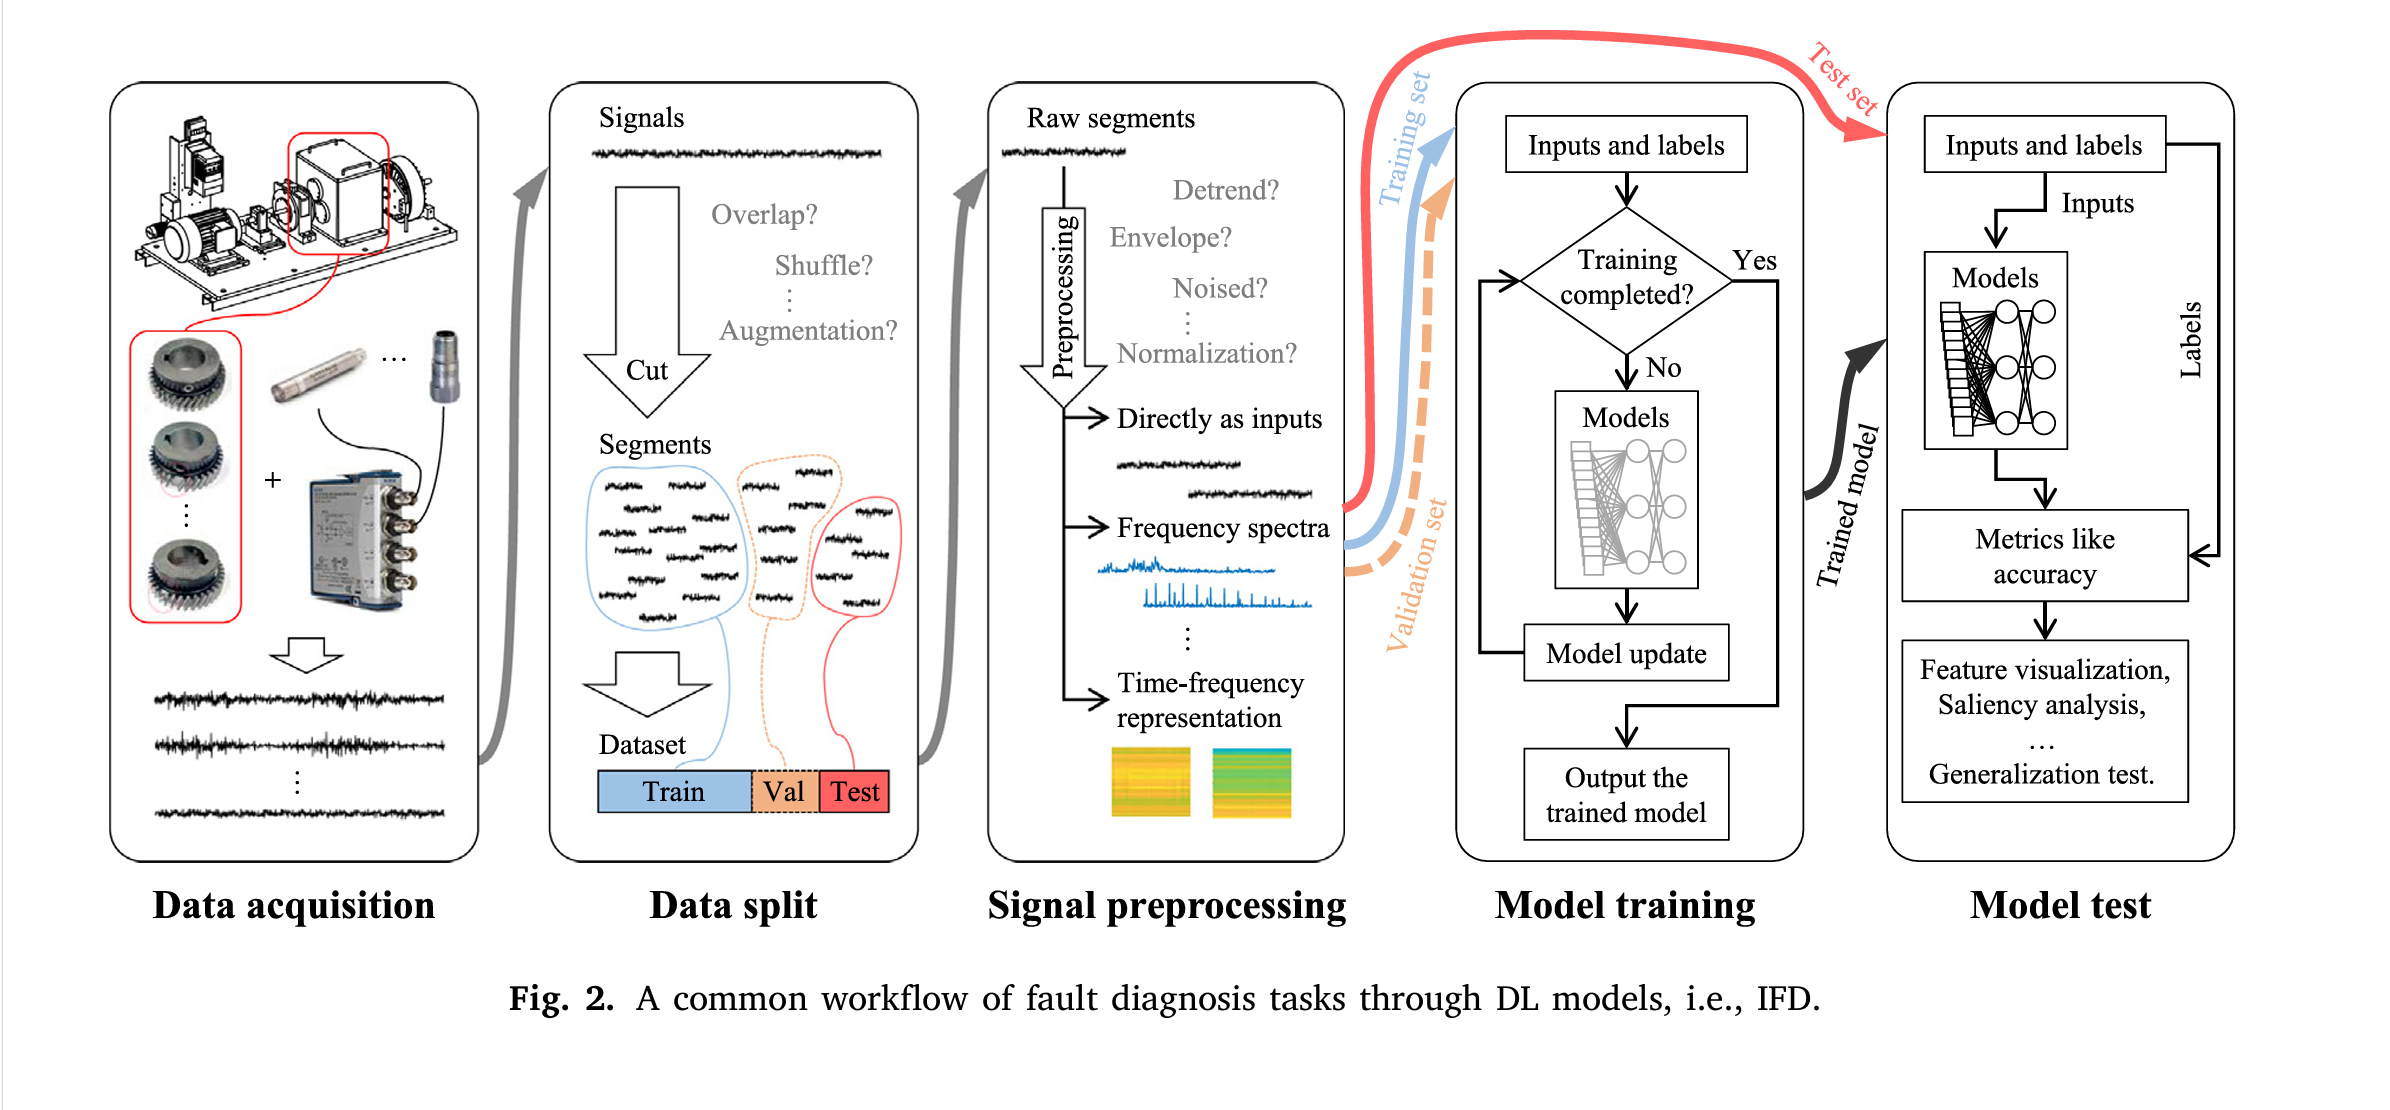 +
...
Data acquisition
Signals
Overlap?
Shuffle?
Augmentation?
Cut
Segments
Dataset
Train
Val
Test
Data split
Raw segments
Preprocessing
Detrend?
Envelope?
Noised?
Normalization?
Directly as inputs
Frequency spectra
Time-frequency
representation
Signal preprocessing
Training set
Validation set
Test set
Inputs and labels
Training
completed?
Yes
No
Models
Model update
Output the
trained model
Model training
Trained model
Inputs and labels
Inputs
Models
Labels
Metrics like
accuracy
Feature visualization,
Saliency analysis,
...
Generalization test.
Model test
Fig. 2. A common workflow of fault diagnosis tasks through DL models, i.e., IFD.